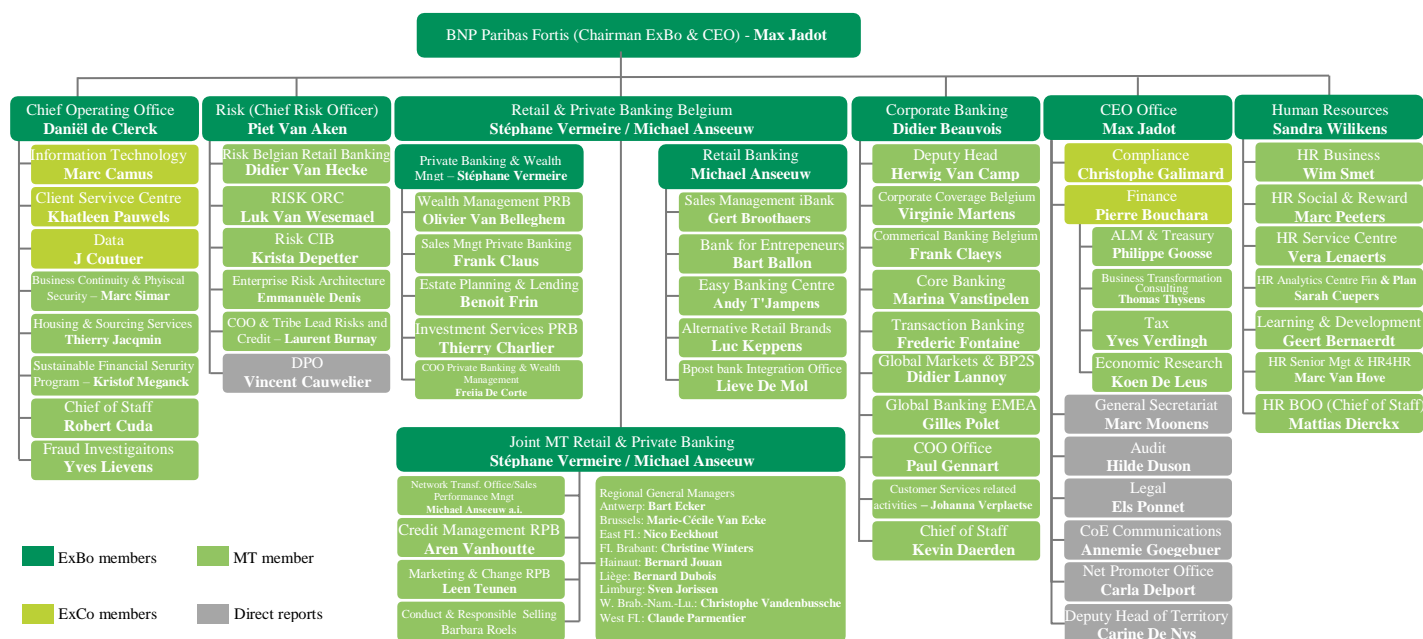 BNP Paribas Fortis (Chairman ExBo & CEO) - Max Jadot
Chief Operating Office
Daniël de Clerck
Information Technology
Marc Camus
Client Servivce Centre
Khatleen Pauwels
Data
J Coutuer
Business Continuity & Phyiscal
Security – Marc Simar
Housing & Sourcing Services
Thierry Jacqmin
Sustainable Financial Serurity
Program – Kristof Meganck
Chief of Staff
Robert Cuda
Fraud Investigaitons
Yves Lievens
Risk (Chief Risk Officer)
Piet Van Aken
Risk Belgian Retail Banking
Didier Van Hecke
RISK ORC
Luk Van Wesemael
Risk CIB
Krista Depetter
Enterprise Risk Architecture
Emmanuèle Denis
COO & Tribe Lead Risks and
Credit – Laurent Burnay
DPO
Vincent Cauwelier
Retail & Private Banking Belgium
Stéphane Vermeire / Michael Anseeuw
Private Banking & Wealth
Mngt – Stéphane Vermeire
Wealth Management PRB
Olivier Van Belleghem
Sales Mngt Private Banking
Frank Claus
Estate Planning & Lending
Benoit Frin
Investment Services PRB
Thierry Charlier
COO Private Banking & Wealth
Management
Freija De Corte
Retail Banking
Michael Anseeuw
Sales Management iBank
Gert Broothaers
Bank for Entrepeneurs
Bart Ballon
Easy Banking Centre
Andy T'Jampens
Alternative Retail Brands
Luc Keppens
Bpost bank Integration Office
Lieve De Mol
Joint MT Retail & Private Banking
Stéphane Vermeire / Michael Anseeuw
Network Transf. Office/Sales
Performance Mngt
Michael Anseeuw a.i.
Credit Management RPB
Aren Vanhoutte
Marketing & Change RPB
Leen Teunen
Conduct & Responsible Selling
Barbara Roels
Regional General Managers
Antwerp: Bart Ecker
Brussels: Marie-Cécile Van Ecke
East Fl.: Nico Eeckhout
Fl. Brabant: Christine Winters
Hainaut: Bernard Jouan
Liège: Bernard Dubois
Limburg: Sven Jorissen
W. Brab.-Nam.-Lu.: Christophe Vandenbussche
West Fl.: Claude Parmentier
Corporate Banking
Didier Beauvois
Deputy Head
Herwig Van Camp
Corporate Coverage Belgium
Virginie Martens
Commerical Banking Belgium
Frank Claeys
Core Banking
Marina Vanstipelen
Transaction Banking
Frederic Fontaine
Global Markets & BP2S
Didier Lannoy
Global Banking EMEA
Gilles Polet
COO Office
Paul Gennart
Customer Services related
activities – Johanna Verplaetse
Chief of Staff
Kevin Daerden
CEO Office
Max Jadot
Compliance
Christophe Galimard
Finance
Pierre Bouchara
ALM & Treasury
Philippe Goosse
Business Transformation
Consulting
Thomas Thysens
Tax
Yves Verdingh
Economic Research
Koen De Leus
General Secretariat
Marc Moonens
Audit
Hilde Duson
Legal
Els Ponnet
CoE Communications
Annemie Goegebuer
Net Promoter Office
Carla Delport
Deputy Head of Territory
Carine De Nys
Human Resources
Sandra Wilikens
HR Business
Wim Smet
HR Social & Reward
Marc Peeters
HR Service Centre
Vera Lenaerts
HR Analytics Centre Fin & Plan
Sarah Cuepers
Learning & Development
Geert Bernaerdt
HR Senior Mgt & HR4HR
Marc Van Hove
HR BOO (Chief of Staff)
Mattias Dierckx
ExBo members
MT member
ExCo members
Direct reports